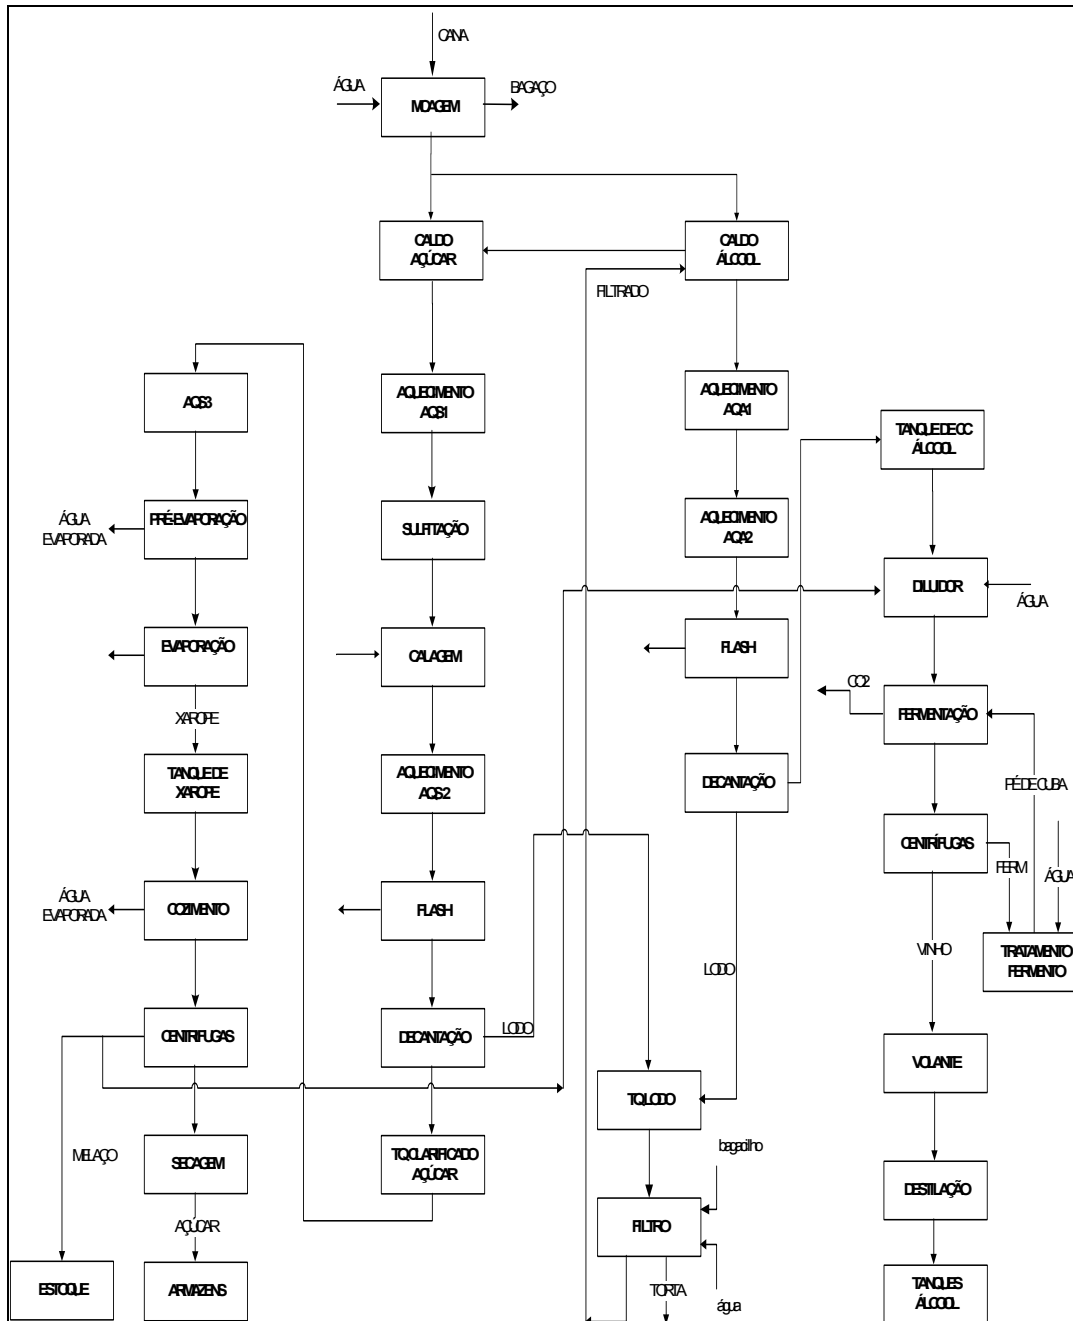 CANA
ÁGUA
BAGAÇO
MOAGEM
CALDO
AÇÚCAR
CALDO
ÁLCOOL
FILTRADO
AQS3
AQUECIMENTO
AQS1
AQUECIMENTO
AQA1
TANQUE DE CC
ÁLCOOL
ÁGUA
EVAPORADA
PRÉ-EVAPORAÇÃO
SULFITAÇÃO
AQUECIMENTO
AQA2
DILUIDOR
ÁGUA
EVAPORAÇÃO
CALAGEM
FLASH
CO2
FERMENTAÇÃO
XAROPE
TANQUE DE
XAROPE
AQUECIMENTO
AQS2
DECANTAÇÃO
PÉ DE CUBA
CENTRÍFUGAS
FERM
ÁGUA
ÁGUA
EVAPORADA
COZIMENTO
FLASH
VINHO
TRATAMENTO
FERMENTO
LODO
CENTRIFUGAS
DECANTAÇÃO
LODO
VOLANTE
TQ.LODO
MELAÇO
SECAGEM
TQ.CLARIFICADO
AÇÚCAR
bagacilho
DESTILAÇÃO
AÇÚCAR
FILTRO
ESTOQUE
ARMAZENS
TORTA
água
TANQUES
ÁLCOOL